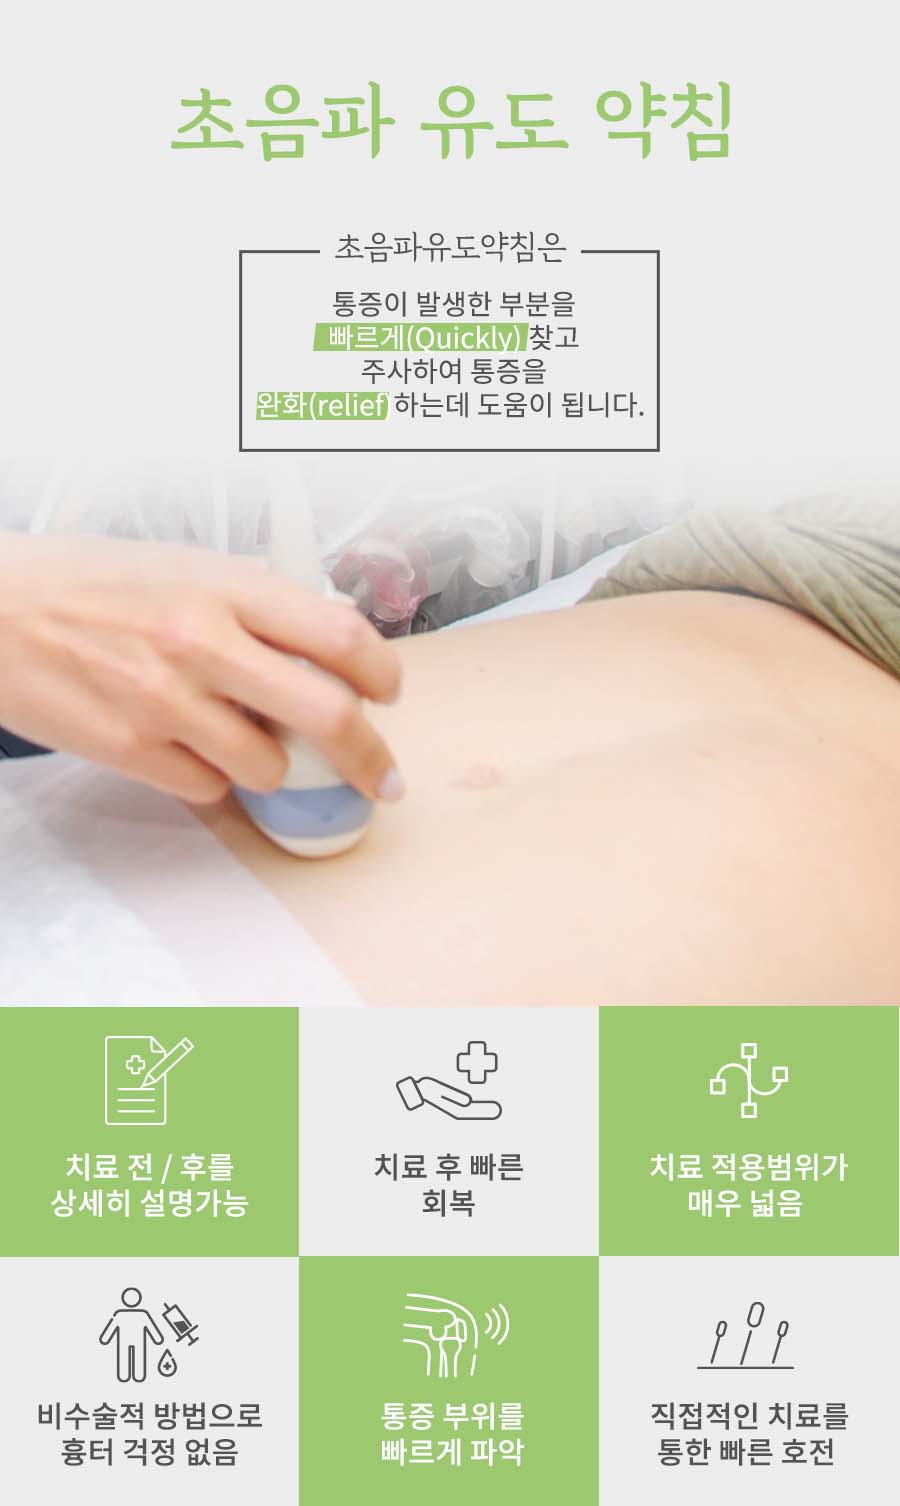 초음파 유도 약침
초음파유도약침은
통증이 발생한 부분을
빠르게(Quickly) 찾고
주사하여 통증을
완화(relief) 하는데 도움이 됩니다.
치료 전 / 후를
상세히 설명가능
치료 후 빠른
회복
치료 적용범위가
매우 넓음
비수술적 방법으로
흉터 걱정 없음
통증 부위를
빠르게 파악
직접적인 치료를
통한 빠른 호전